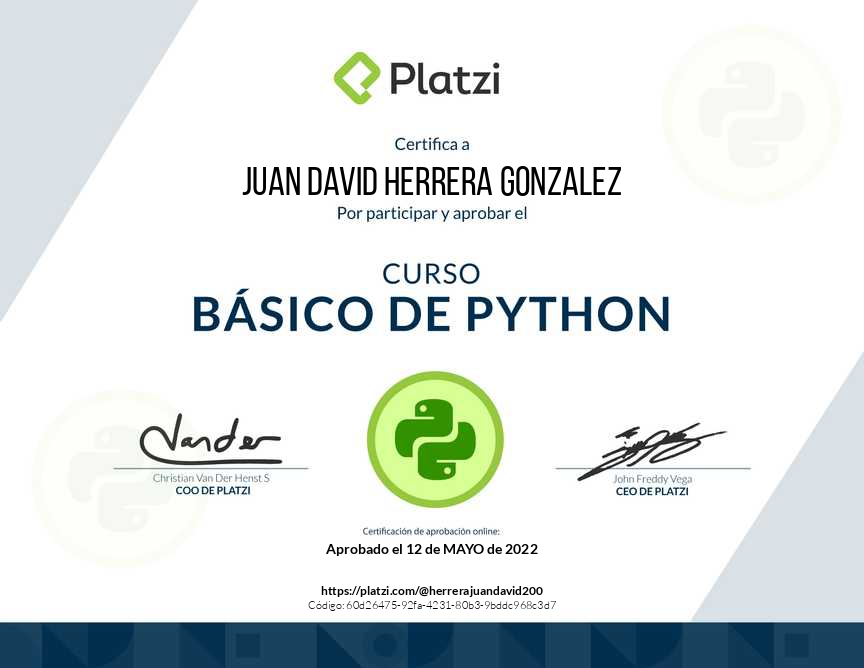 Platzi
Certifica a
JUAN DAVID HERRERA GONZALEZ
Por participar y aprobar el
CURSO
BÁSICO DE PYTHON
Vander
Christian Van Der Henst S
COO DE PLATZI
John Freddy Vega
CEO DE PLATZI
Certificación de aprobación online:
Aprobado el 12 de MAYO de 2022
https://platzi.com/@herrerajuandavid200
Código: 60d26475-92fa-4231-80b3-9bddc968c3d7